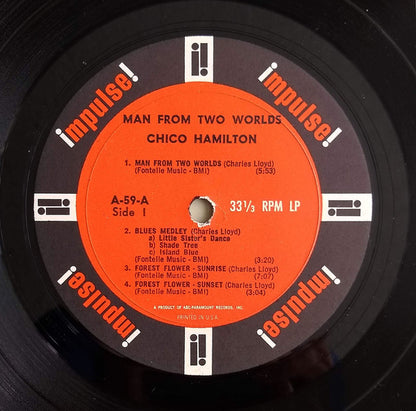 impulse!
impulse!
impulse!
impulse!
MAN FROM TWO WORLDS
CHICO HAMILTON
1. MAN FROM TWO WORLDS (Charles Lloyd)
(Fontelle Music - BMI) (5:53)
A-59-A
Side 1
33⅓ RPM LP
2. BLUES MEDLEY (Charles Lloyd)
a) Little Sister's Dance
b) Shade Tree
c) Island Blue
(Fontelle Music - BMI) (3:20)
3. FOREST FLOWER - SUNRISE (Charles Lloyd)
(Fontelle Music - BMI) (7:07)
4. FOREST FLOWER - SUNSET (Charles Lloyd)
(Fontelle Music - BMI) (3:04)
A PRODUCT OF ABC-PARAMOUNT RECORDS, INC.
PRINTED IN U.S.A.